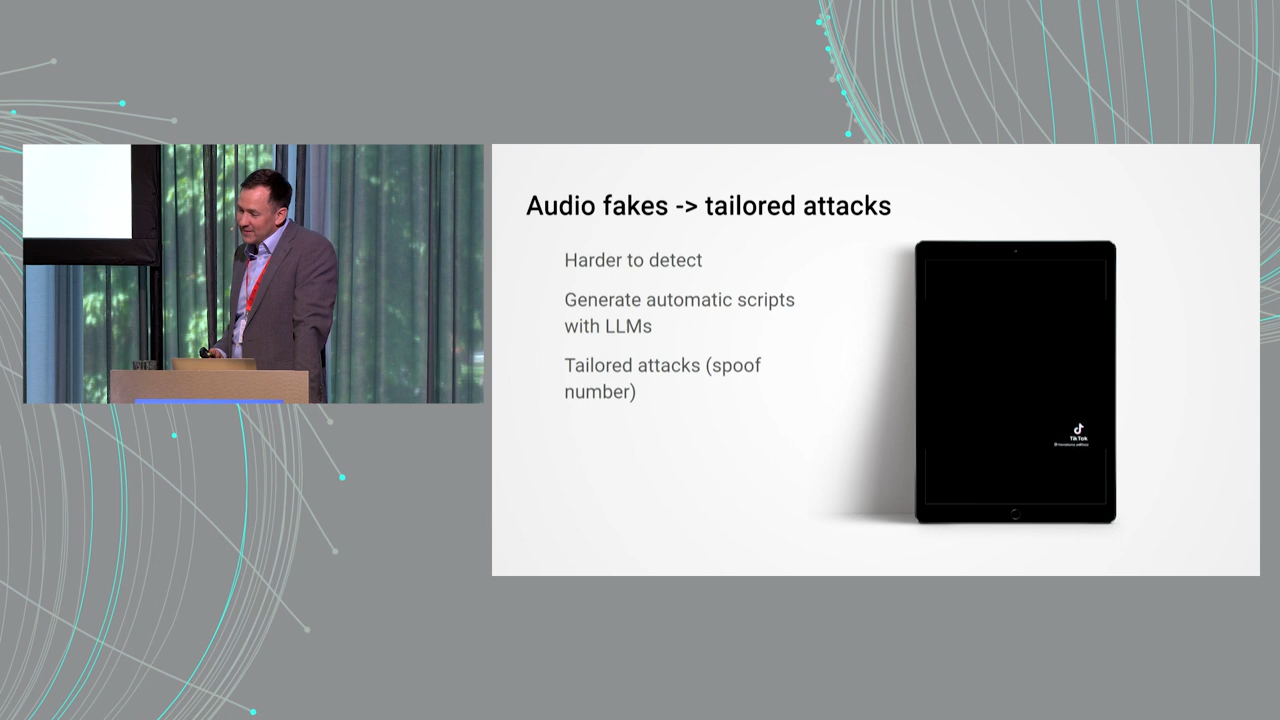 Audio fakes -> tailored attacks
Harder to detect
Generate automatic scripts
with LLMs
Tailored attacks (spoof
number)
TikTok